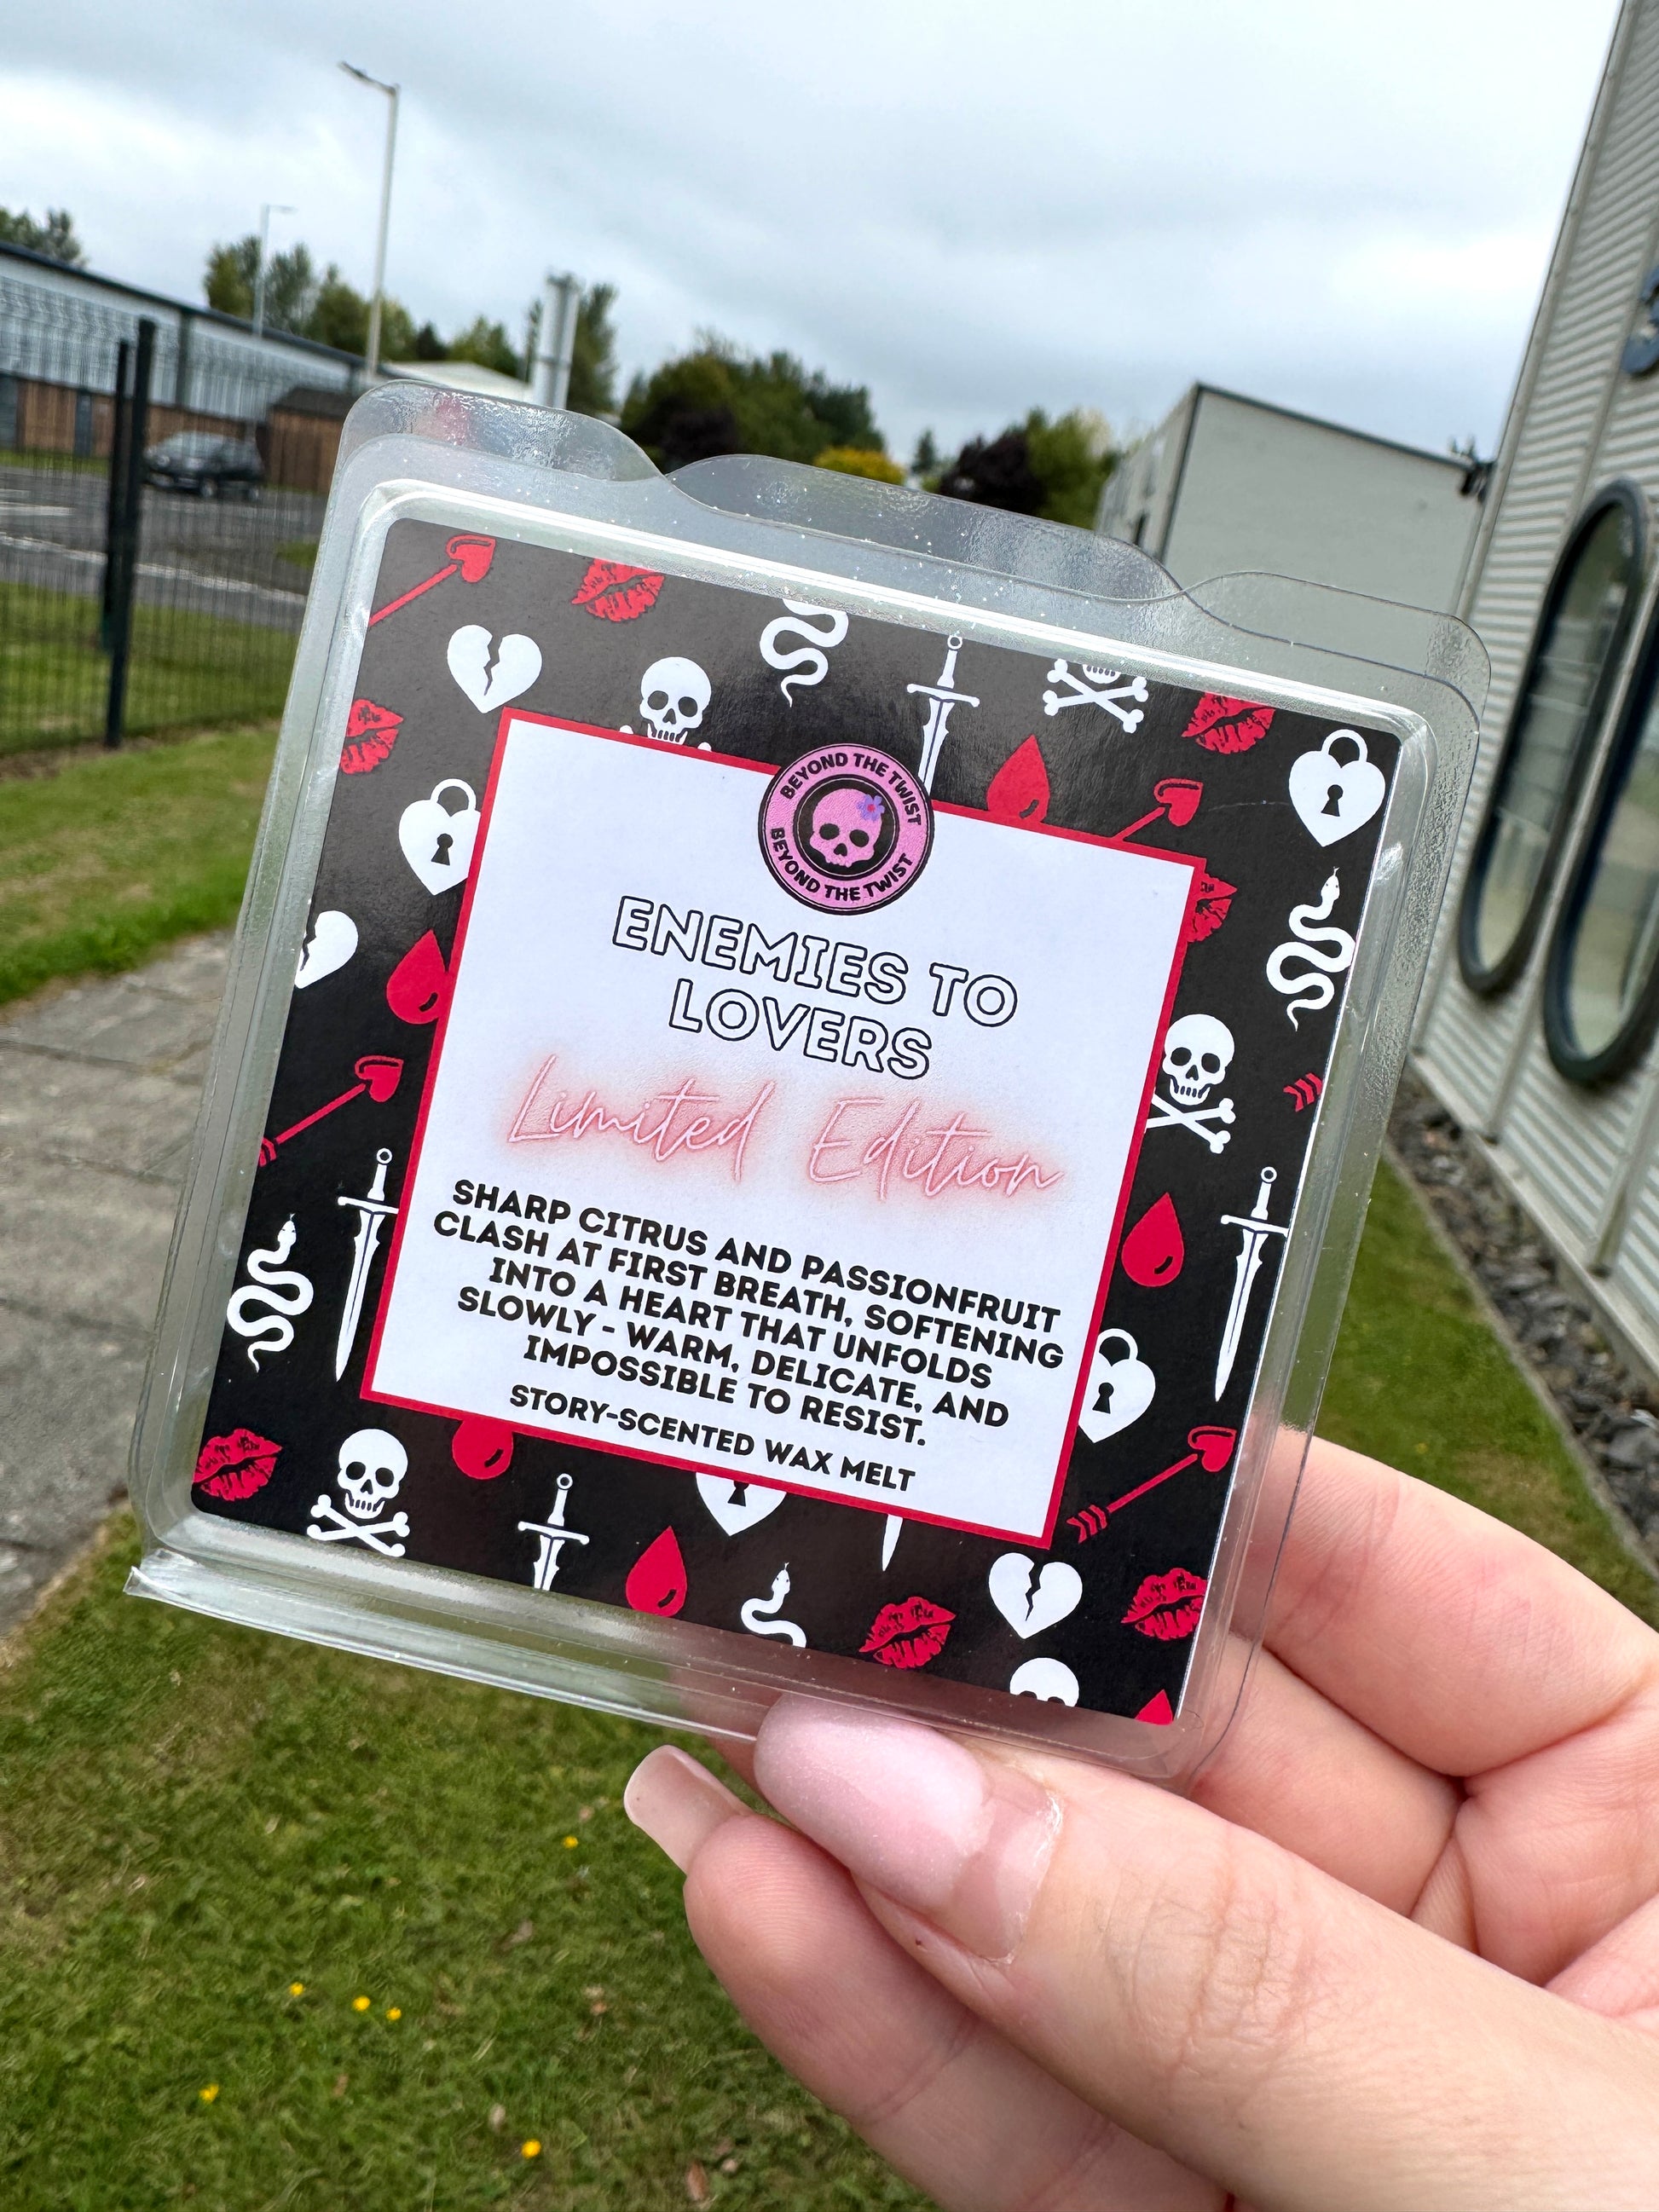 BEYOND THE TWIST
BEYOND THE TWIST
ENEMIES TO
LOVERS
Limited Edition
SHARP CITRUS AND PASSIONFRUIT
CLASH AT FIRST BREATH, SOFTENING
INTO A HEART THAT UNFOLDS
SLOWLY - WARM, DELICATE, AND
IMPOSSIBLE TO RESIST.
STORY-SCENTED WAX MELT